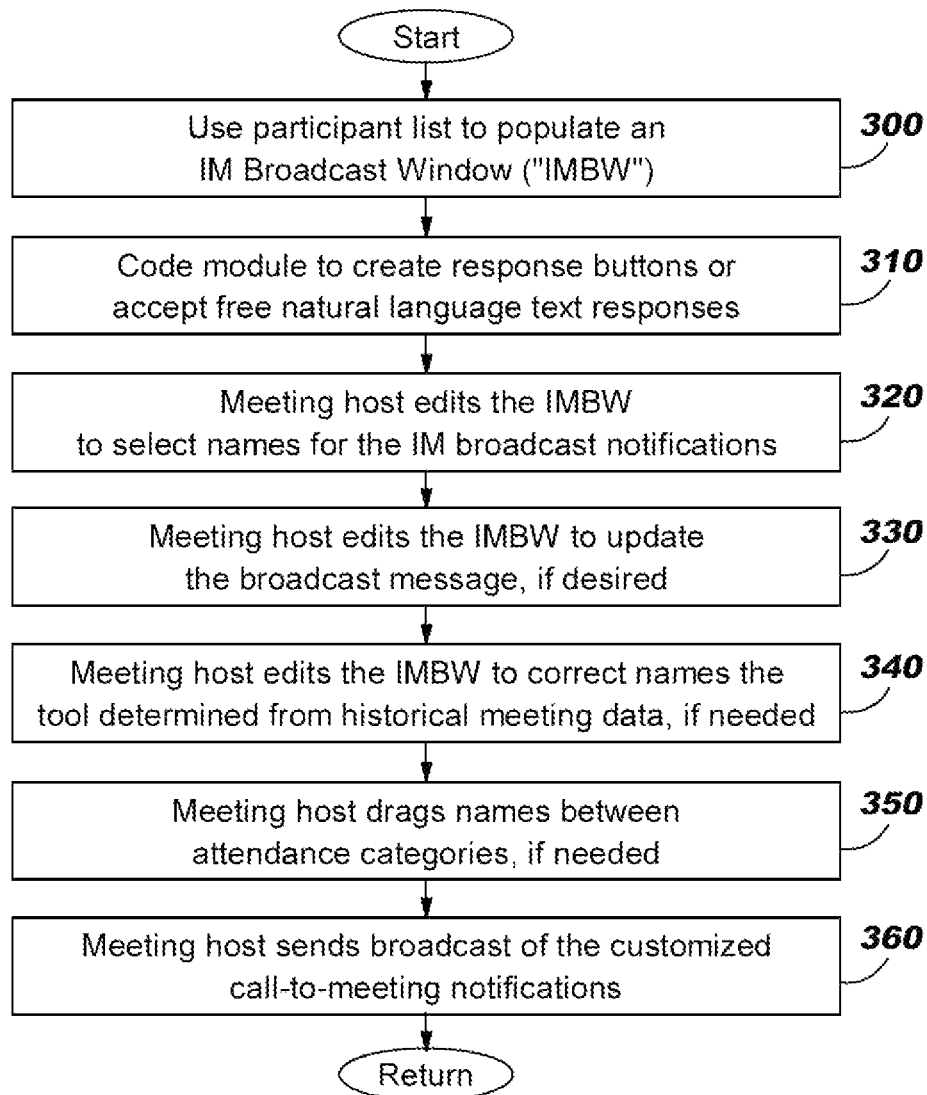 Start
Use participant list to populate an
IM Broadcast Window ("IMBW")
300
Code module to create response buttons or
accept free natural language text responses
310
Meeting host edits the IMBW
to select names for the IM broadcast notifications
320
Meeting host edits the IMBW to update
the broadcast message, if desired
330
Meeting host edits the IMBW to correct names the
tool determined from historical meeting data, if needed
340
Meeting host drags names between
attendance categories, if needed
350
Meeting host sends broadcast of the customized
call-to-meeting notifications
360
Return